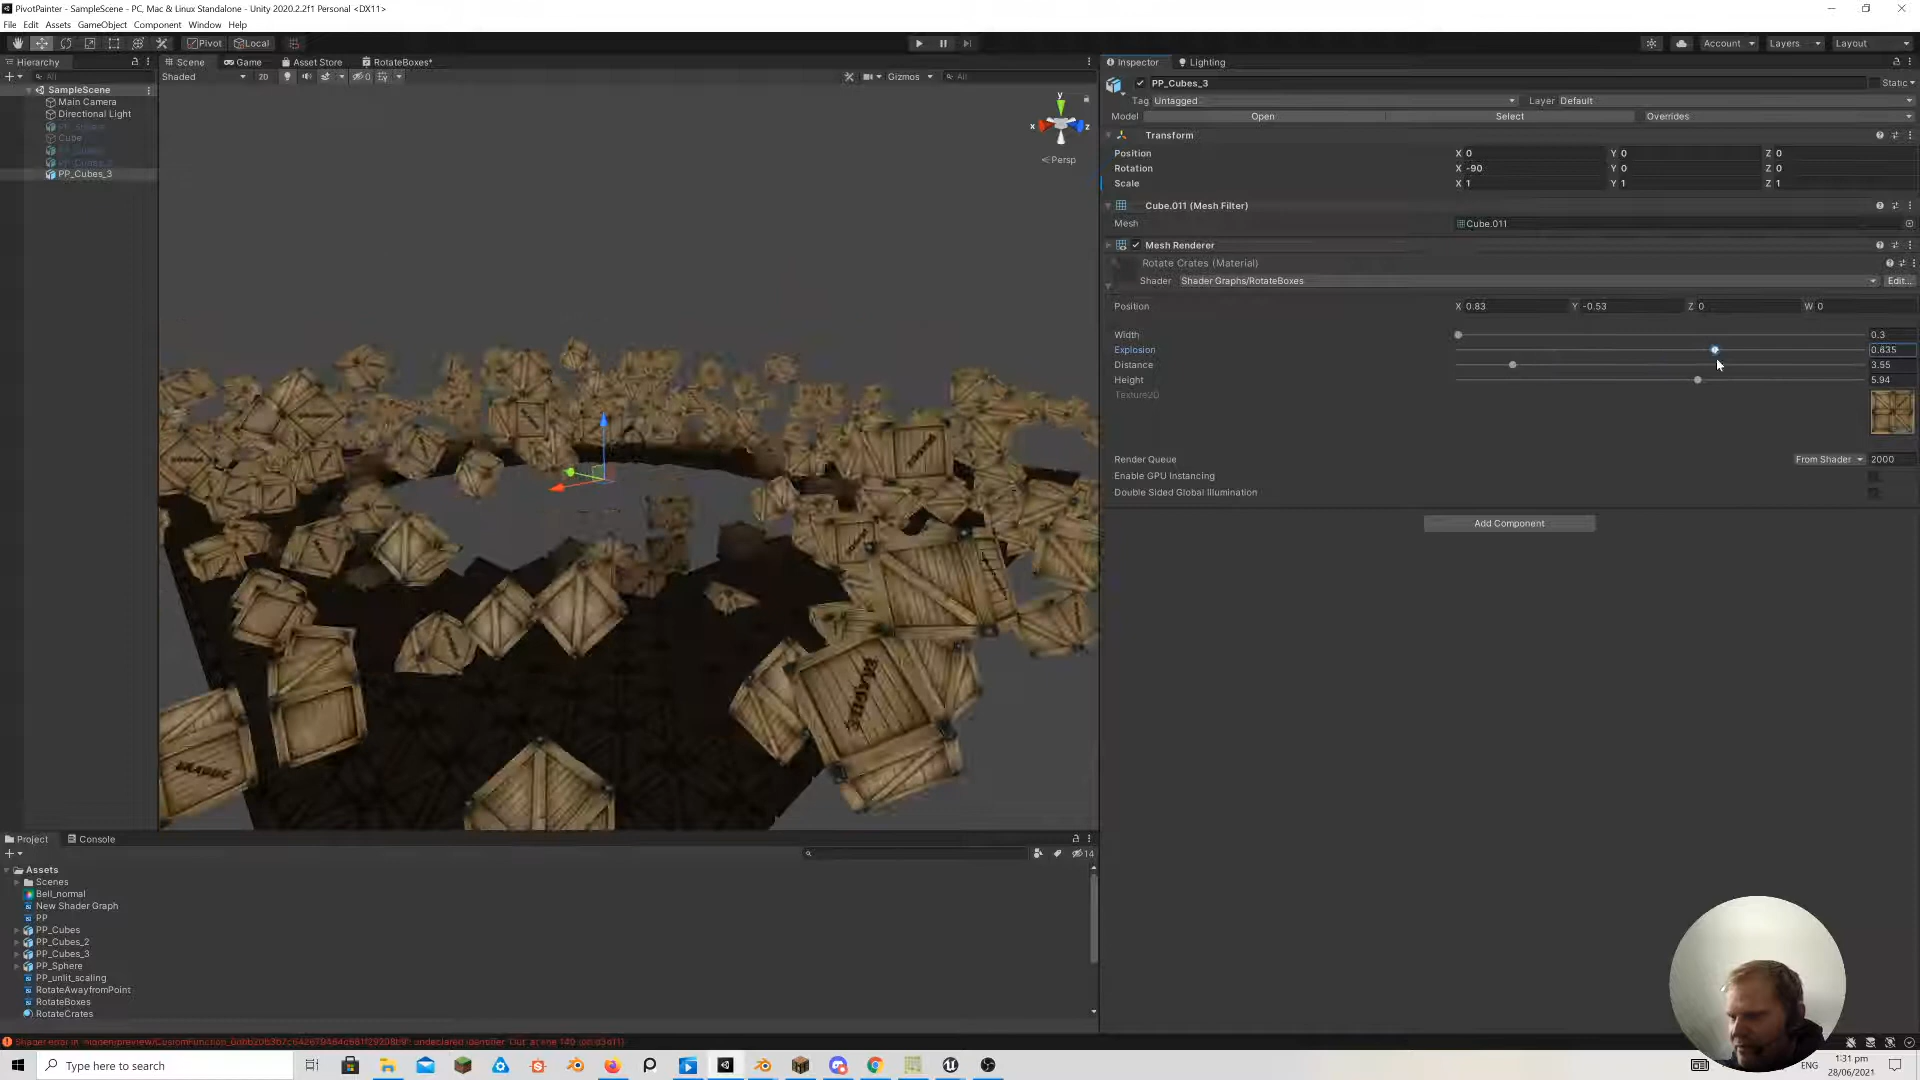 PivotPainter - SampleScene - PC, Mac & Linux Standalone - Unity 2020.2.2f1 Personal <DX11>
File Edit Assets GameObject Component Window Help
Pivot Local Account Layers Layout
Hierarchy Scene Game Asset Store RotateBoxes* Inspector Lighting
All Shaded 2D Gizmos All
SampleScene
Main Camera
Directional Light
Cube
PP_Cubes_3
y
x z
Persp
PP_Cubes_3 Static
Tag Untagged Layer Default
Model Open Select Overrides
Transform
Position X 0 Y 0 Z 0
Rotation X -90 Y 0 Z 0
Scale X 1 Y 1 Z 1
Cube.011 (Mesh Filter)
Mesh Cube.011
Mesh Renderer
Rotate Crates (Material)
Shader Shader Graphs/RotateBoxes Edit...
Position X 0.83 Y -0.53 Z 0 W 0
Width 0.3
Explosion 0.635
Distance 3.55
Height 5.94
Texture2D
Render Queue From Shader 2000
Enable GPU Instancing
Double Sided Global Illumination
Add Component
Project Console
14
Assets
Scenes
Bell_normal
New Shader Graph
PP
PP_Cubes
PP_Cubes_2
PP_Cubes_3
PP_Sphere
PP_unlit_scaling
RotateAwayfromPoint
RotateBoxes
RotateCrates
Type here to search
ENG
1:31 pm
28/06/2021